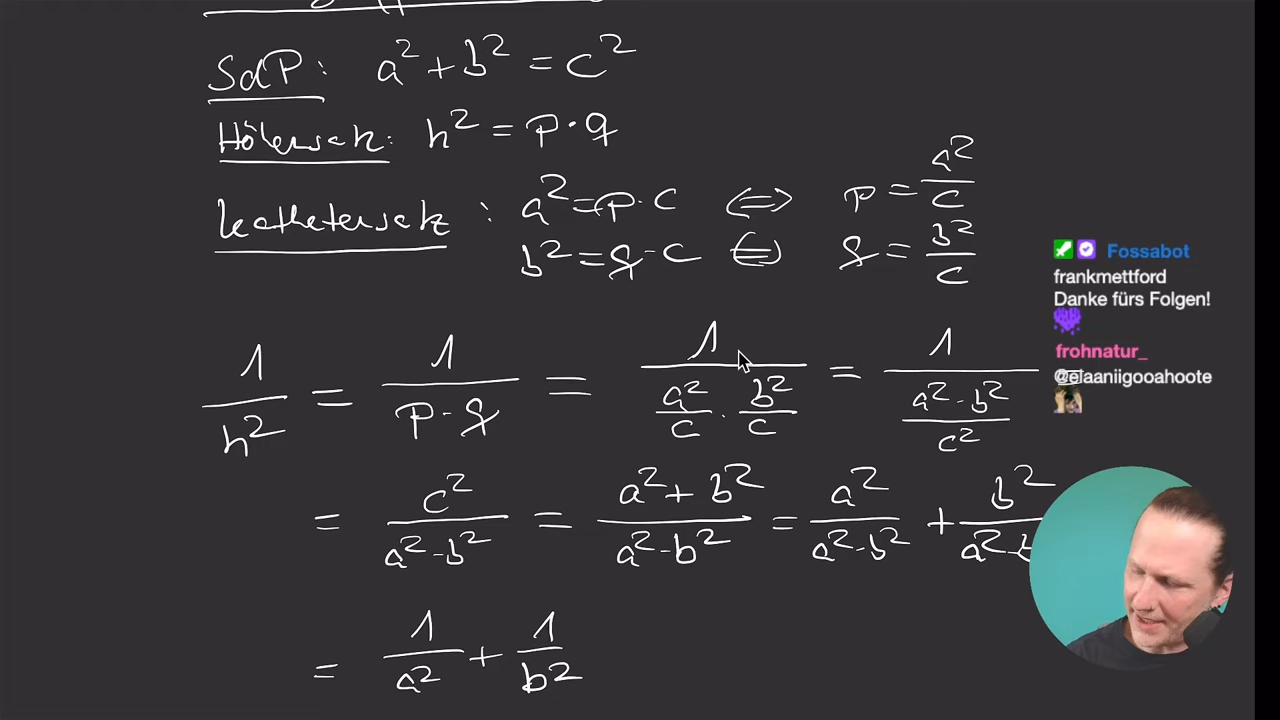 SdP: a² + b² = c²
Höhensatz: h² = p · q
Kathetersatz: a² = p · c ⇔ p = a²/c
b² = q · c ⇔ q = b²/c
1/h² = 1/(p · q) = 1/(a²/c · b²/c) = 1/((a² · b²)/c²)
= c²/(a² · b²) = (a² + b²)/(a² · b²) = a²/(a² · b²) + b²/(a² · b
= 1/a² + 1/b²
Fossabot
frankmettford
Danke fürs Folgen!
frohnatur_
@elaaniigooahoote